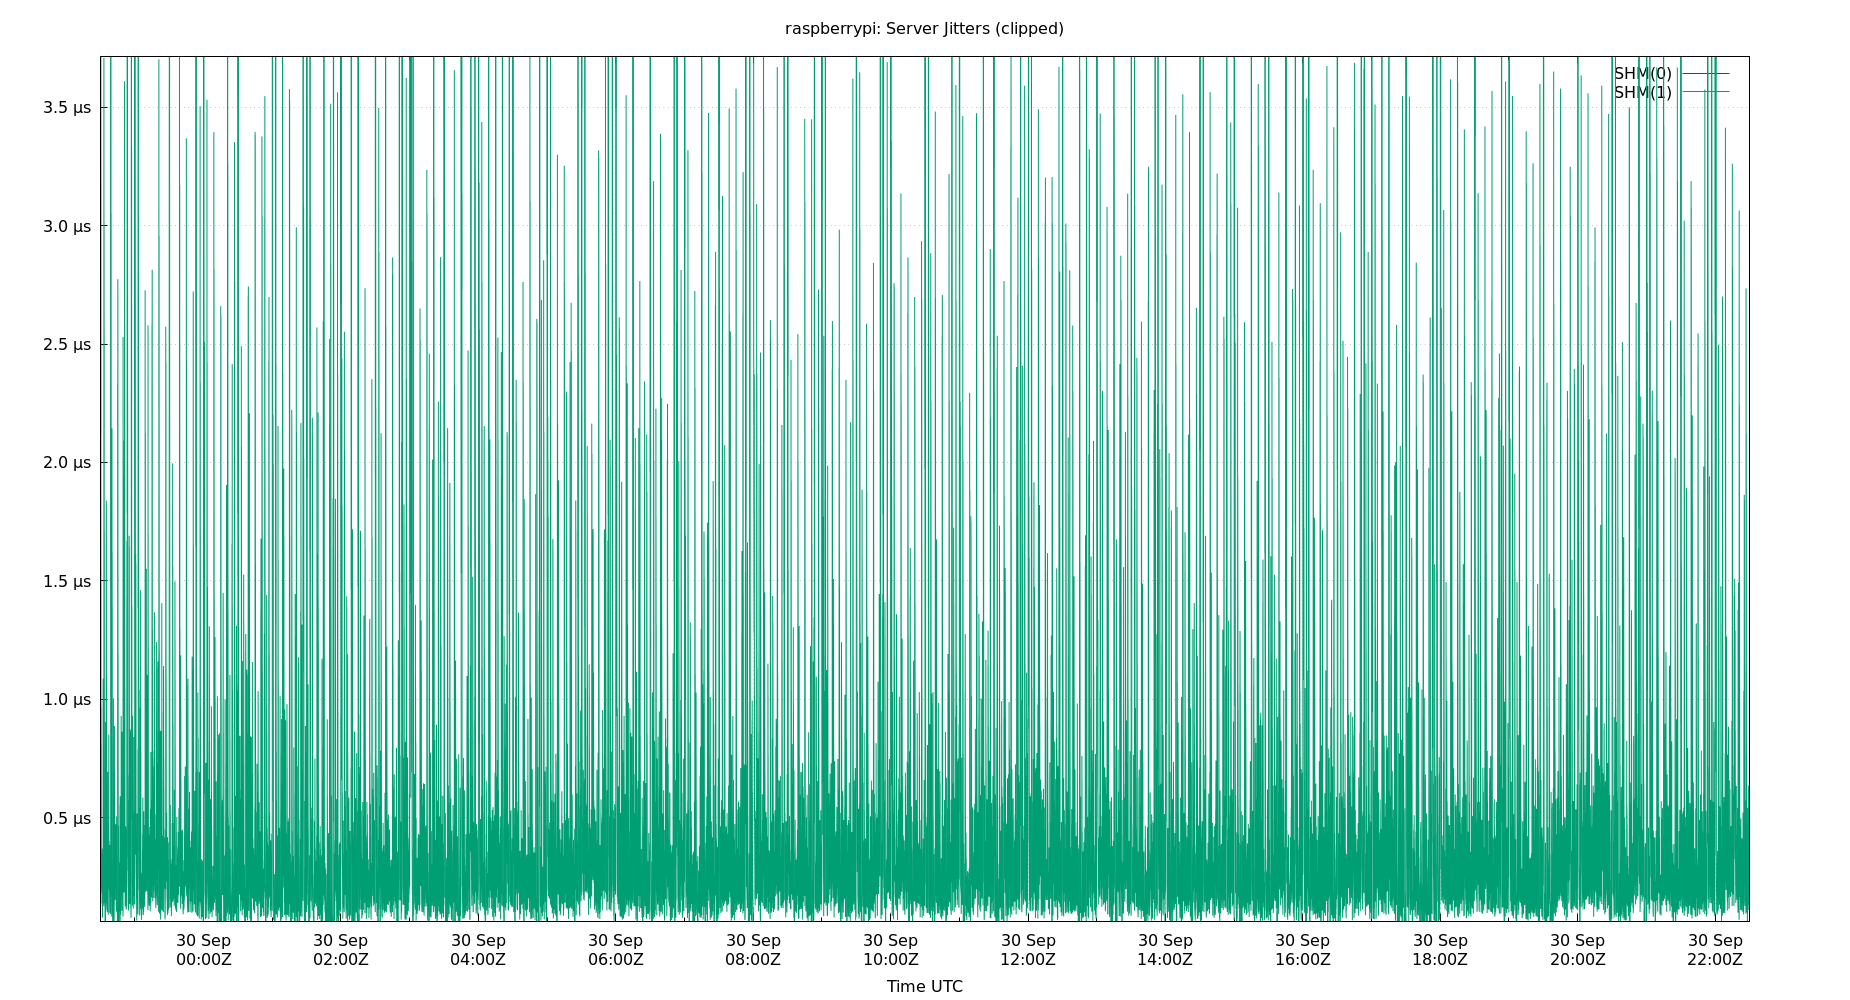 raspberrypi: Server Jitters (clipped)
SHM(0)
SHM(1)
3.5 μs
3.0 μs
2.5 μs
2.0 μs
1.5 μs
1.0 μs
0.5 μs
30 Sep 30 Sep 30 Sep 30 Sep 30 Sep 30 Sep 30 Sep 30 Sep 30 Sep 30 Sep 30 Sep 30 Sep
00:00Z 02:00Z 04:00Z 06:00Z 08:00Z 10:00Z 12:00Z 14:00Z 16:00Z 18:00Z 20:00Z 22:00Z
Time UTC